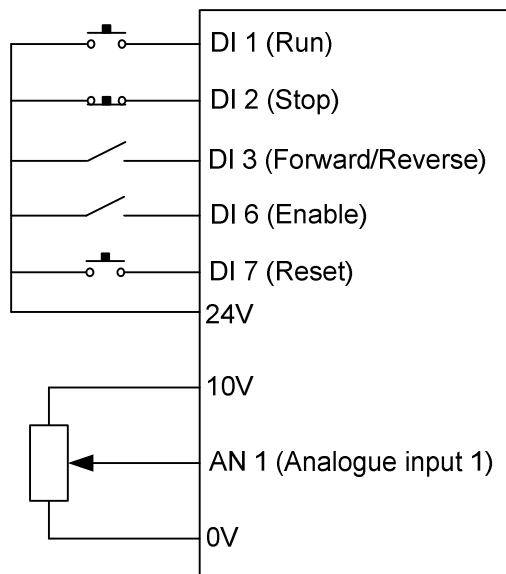 DI 1 (Run)
DI 2 (Stop)
DI 3 (Forward/Reverse)
DI 6 (Enable)
DI 7 (Reset)
24V
10V
AN 1 (Analogue input 1)
0V